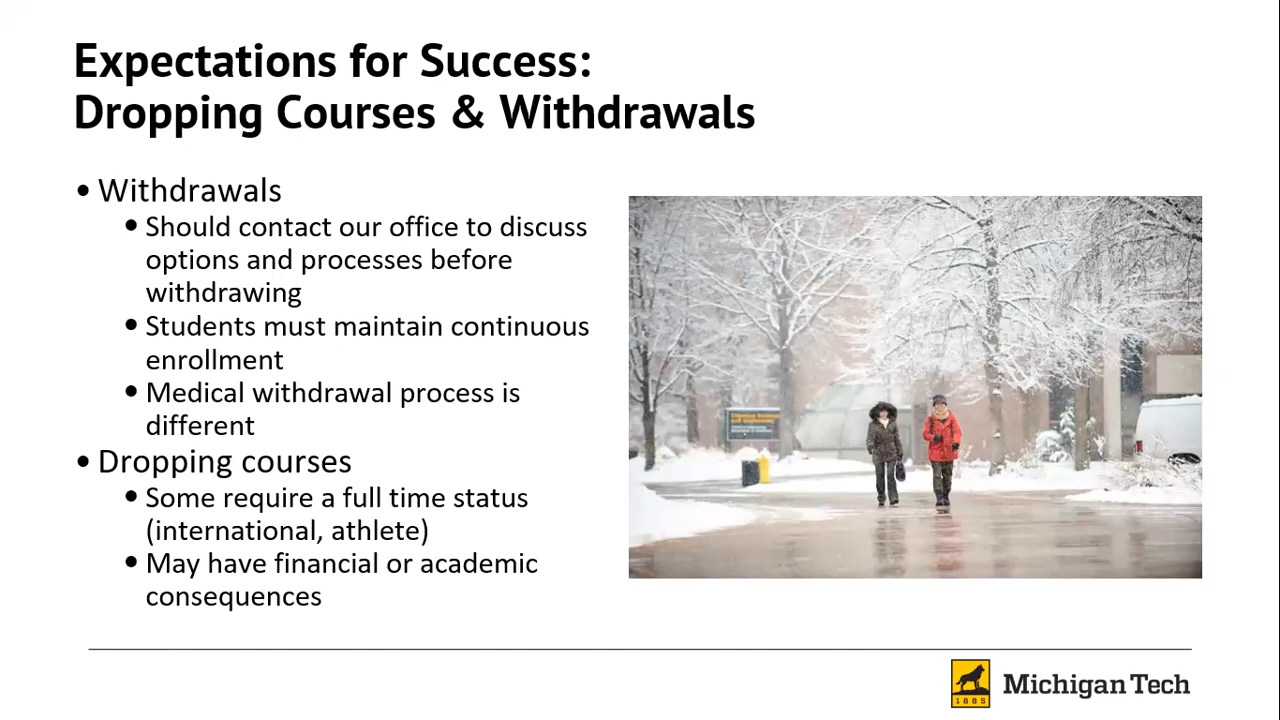 Expectations for Success:
Dropping Courses & Withdrawals
• Withdrawals
• Should contact our office to discuss
options and processes before
withdrawing
• Students must maintain continuous
enrollment
• Medical withdrawal process is
different
• Dropping courses
• Some require a full time status
(international, athlete)
• May have financial or academic
consequences
1885
Michigan Tech